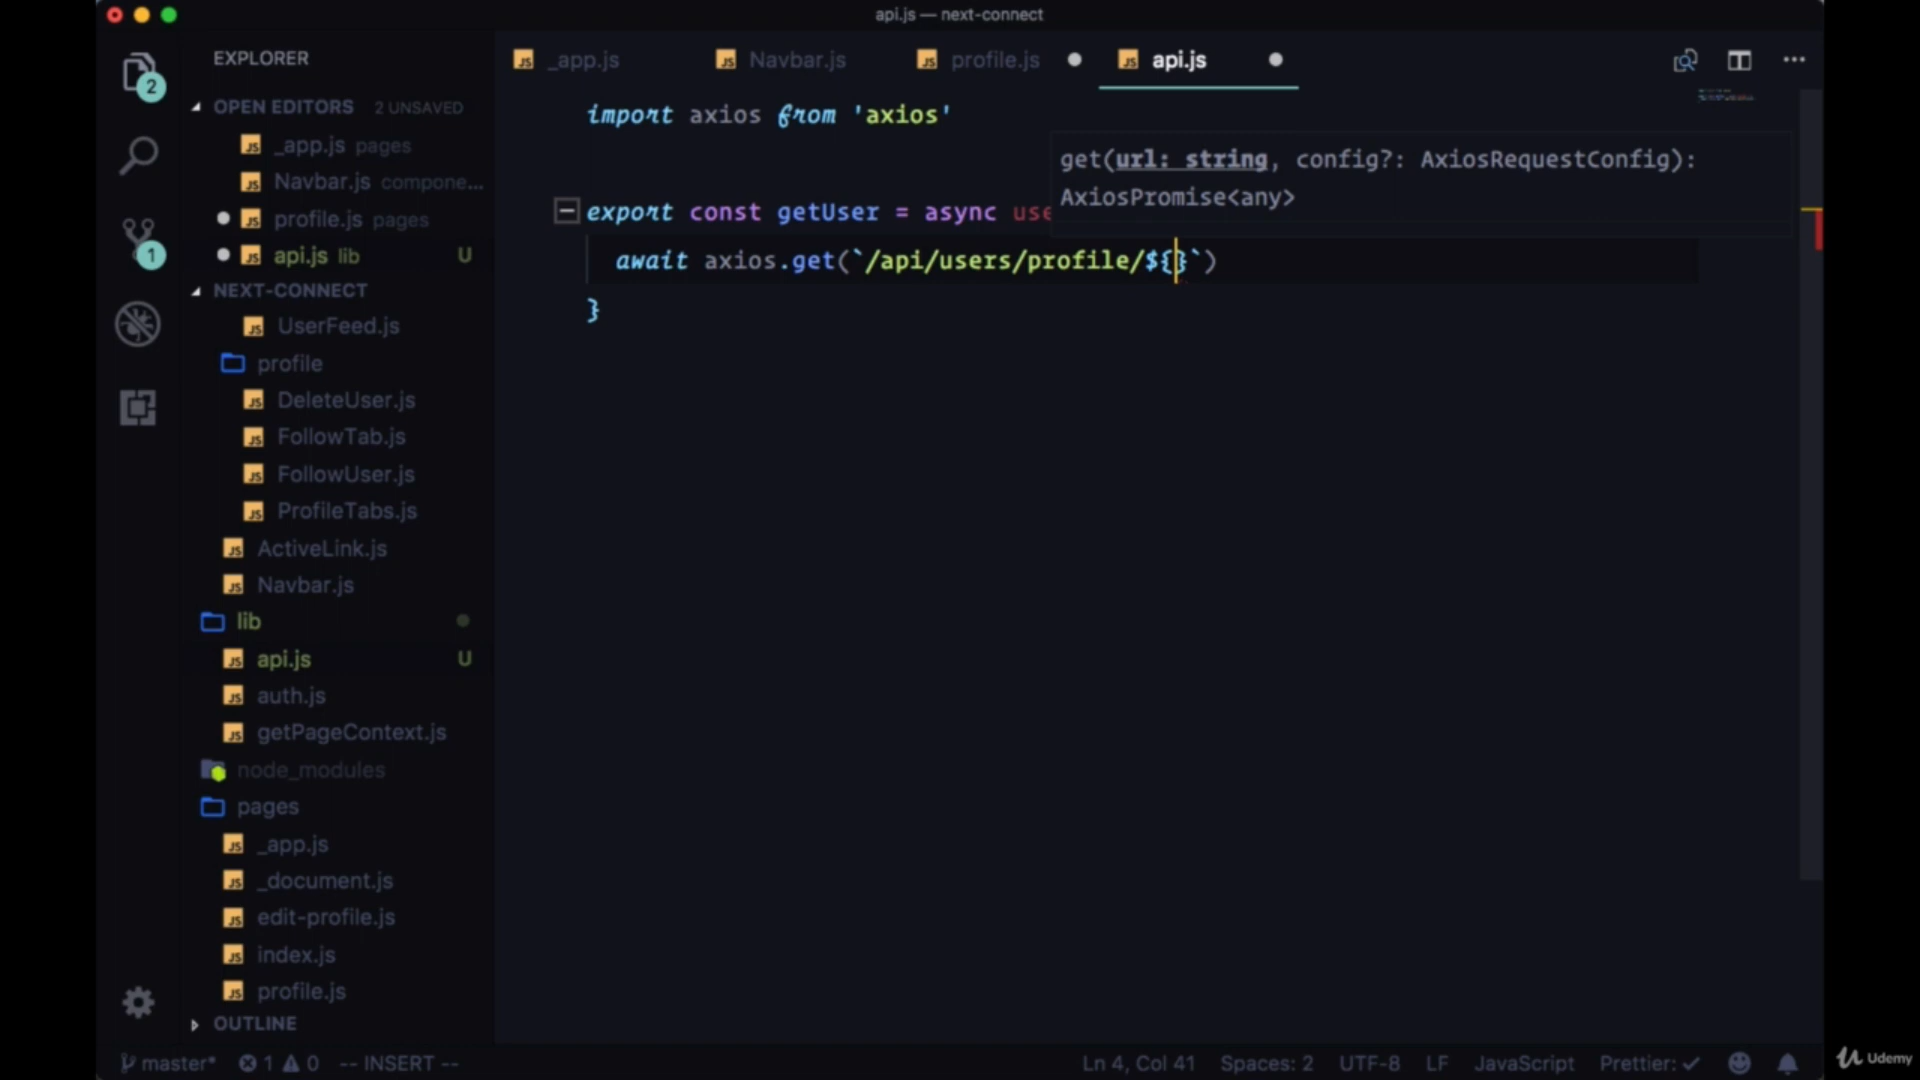 api.js — next-connect
EXPLORER
OPEN EDITORS 2 UNSAVED
_app.js pages
Navbar.js compone...
profile.js pages
api.js lib U
NEXT-CONNECT
UserFeed.js
profile
DeleteUser.js
FollowTab.js
FollowUser.js
ProfileTabs.js
ActiveLink.js
Navbar.js
lib
api.js U
auth.js
getPageContext.js
node_modules
pages
_app.js
_document.js
edit-profile.js
index.js
profile.js
OUTLINE
2
1
_app.js Navbar.js profile.js api.js
import axios from 'axios'
get(url: string, config?: AxiosRequestConfig):
AxiosPromise<any>
export const getUser = async use
await axios.get(`/api/users/profile/${}`)
}
master* 1 0 -- INSERT -- Ln 4, Col 41 Spaces: 2 UTF-8 LF JavaScript Prettier: ✓
Udemy